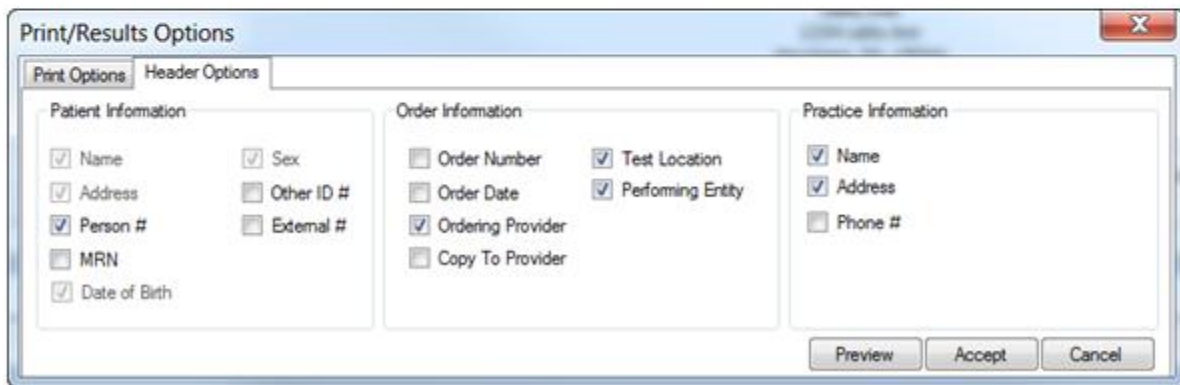 Print/Results Options
Print Options Header Options
Patient Information
Name
Sex
Address
Other ID #
Person #
External #
MRN
Date of Birth
Order Information
Order Number
Test Location
Order Date
Performing Entity
Ordering Provider
Copy To Provider
Practice Information
Name
Address
Phone #
Preview Accept Cancel